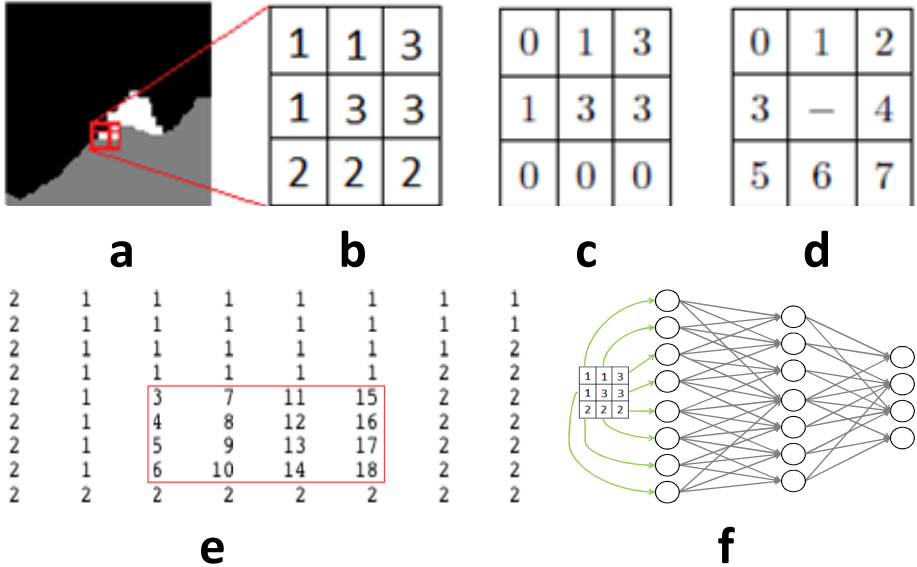 1 1 3
1 3 3
2 2 2
0 1 3
1 3 3
0 0 0
0 1 2
3 – 4
5 6 7
a
b
c
d
2 1 1 1 1 1 1 1
2 1 1 1 1 1 1 1
2 1 1 1 1 1 1 2
2 1 1 1 1 1 2 2
2 1 3 7 11 15 2 2
2 1 4 8 12 16 2 2
2 1 5 9 13 17 2 2
2 1 6 10 14 18 2 2
2 2 2 2 2 2 2 2
1 1 3
1 3 3
2 2 2
e
f